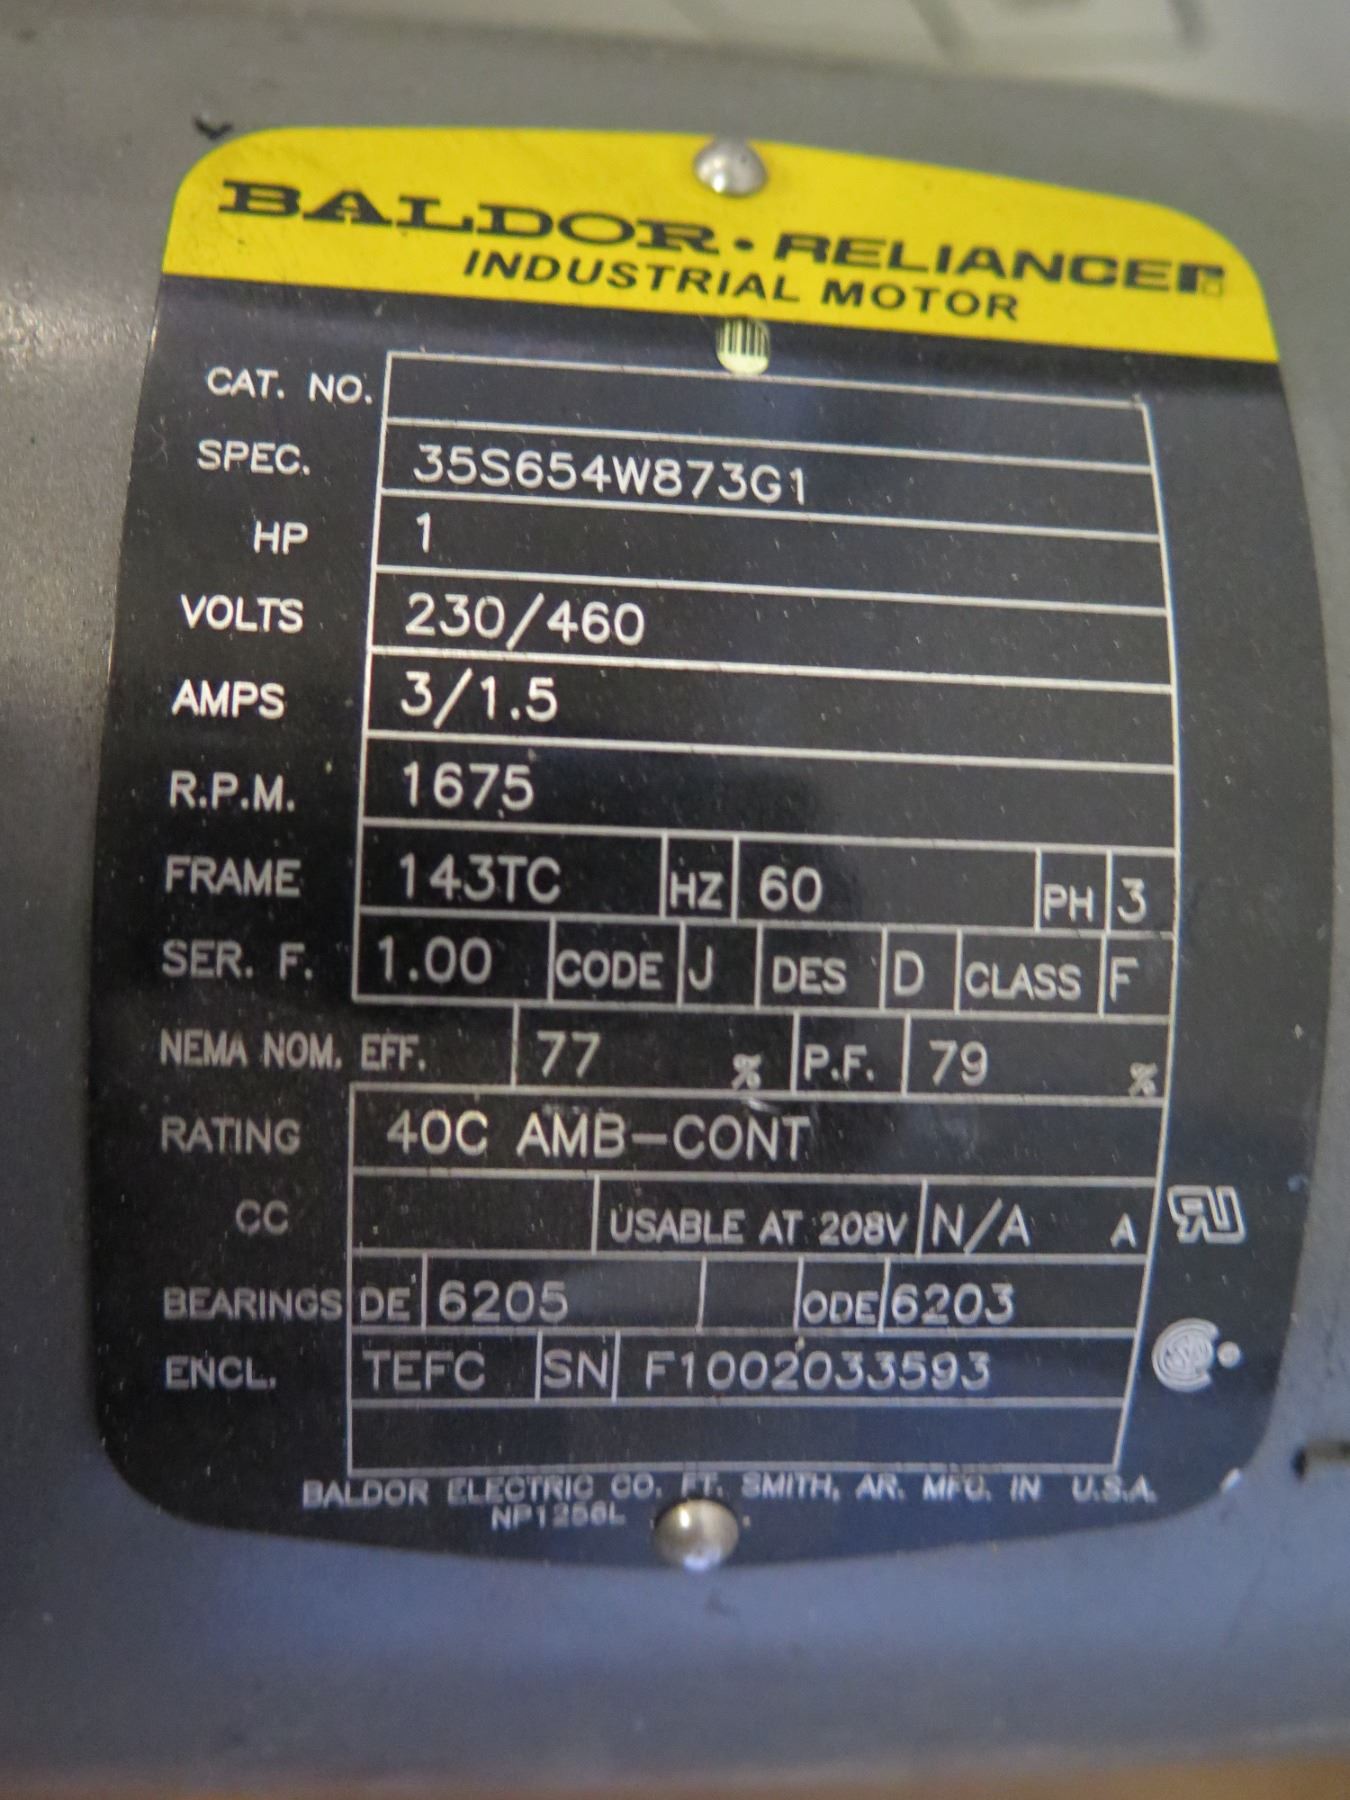 BALDOR • RELIANCER
INDUSTRIAL MOTOR
CAT. NO.
SPEC. 35S654W873G1
HP 1
VOLTS 230/460
AMPS 3/1.5
R.P.M. 1675
FRAME 143TC HZ 60 PH 3
SER. F. 1.00 CODE J DES D CLASS F
NEMA NOM. EFF. 77 % P.F. 79 %
RATING 40C AMB-CONT
CC USABLE AT 208V N/A A
BEARINGS DE 6205 ODE 6203
ENCL. TEFC SN F1002033593
BALDOR ELECTRIC CO. FT. SMITH, AR. MFG. IN U.S.A.
NP1256L